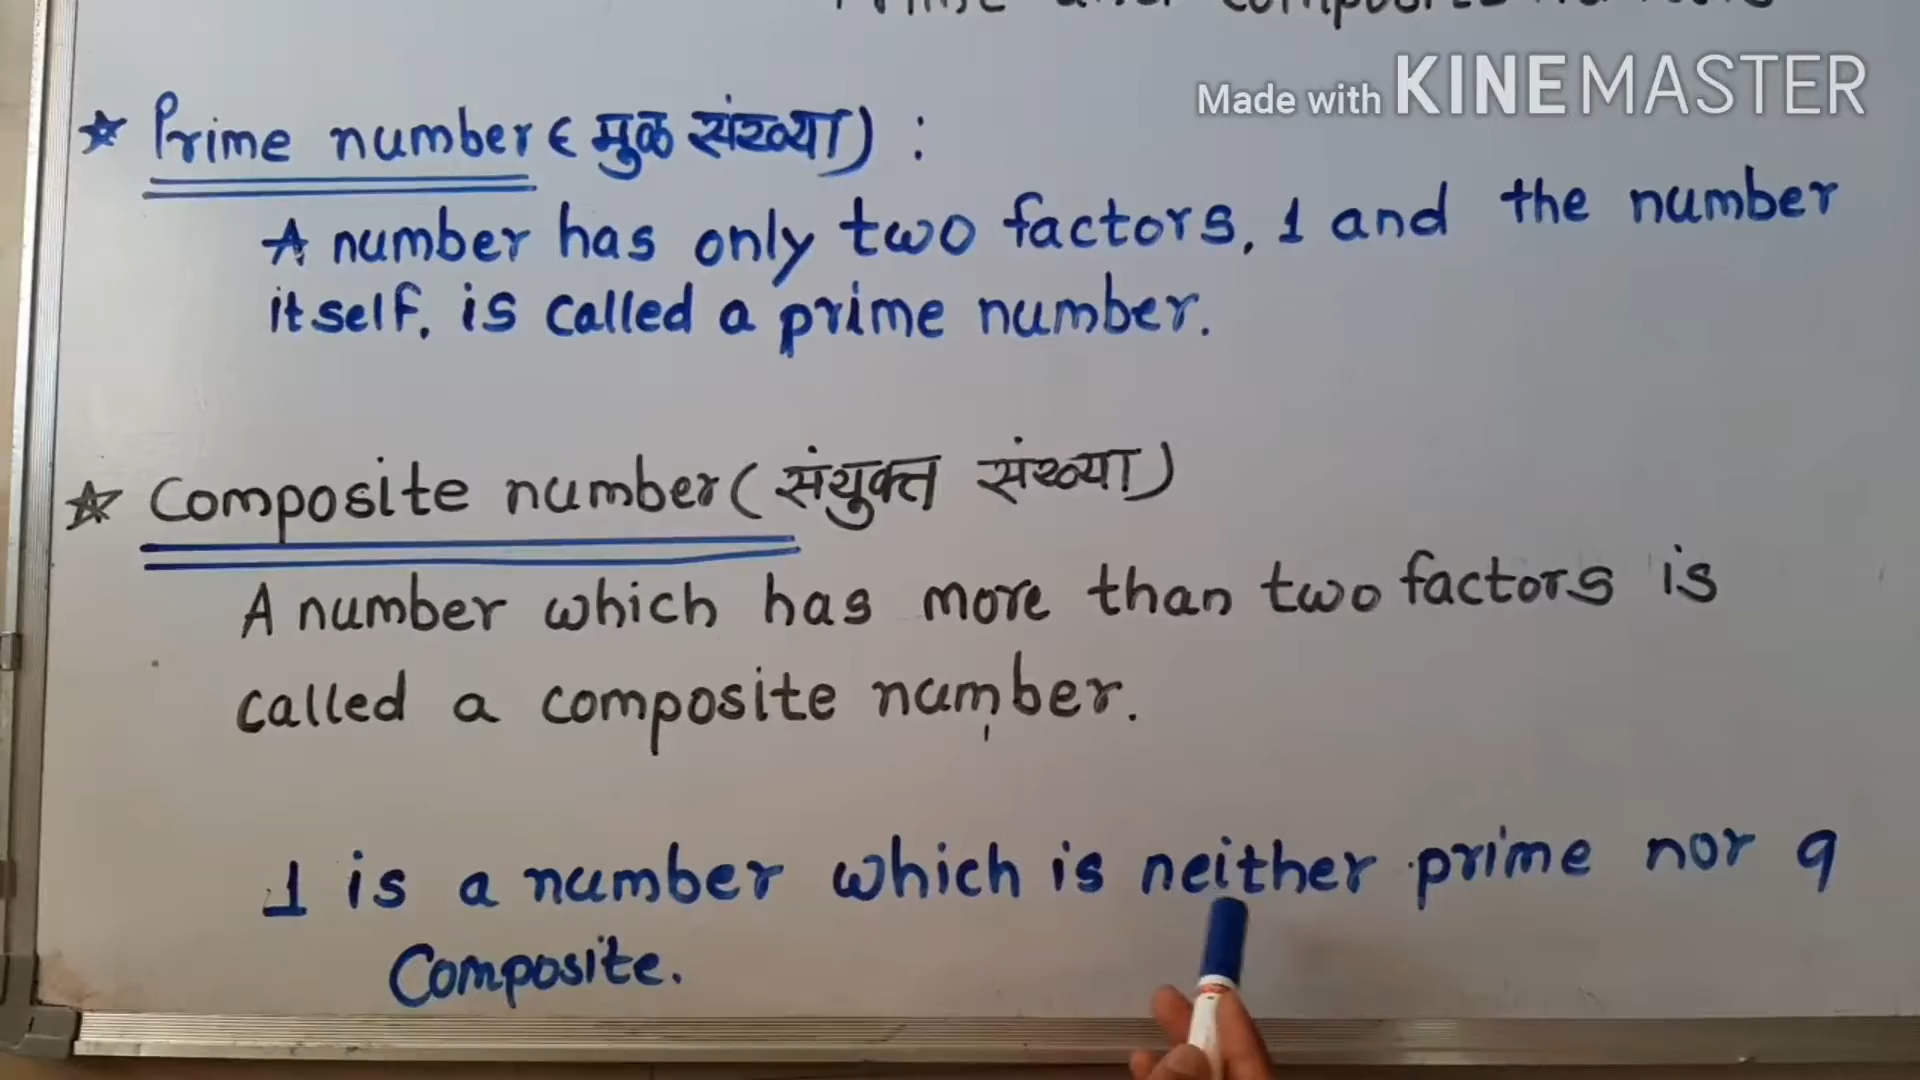 Made with KINEMASTER
☆ Prime number (मुळ संख्या) :
A number has only two factors, 1 and the number
itself, is called a prime number.
☆ Composite number (संयुक्त संख्या)
A number which has more than two factors is
called a composite number.
1 is a number which is neither prime nor a
Composite.